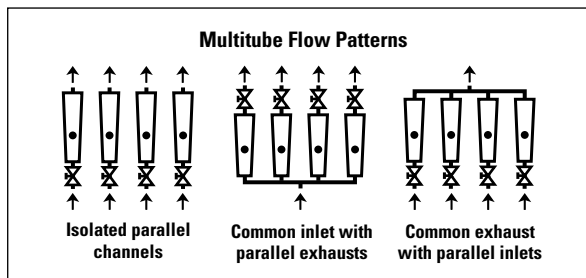 Multitube Flow Patterns
Isolated parallel
channels
Common inlet with
parallel exhausts
Common exhaust
with parallel inlets